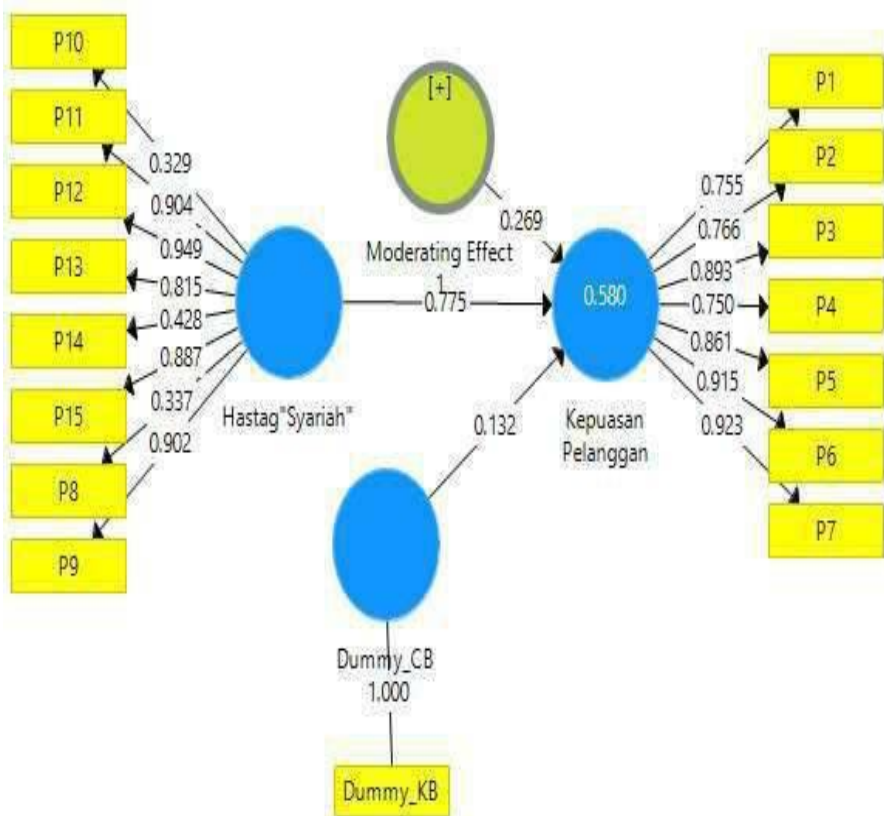 P10
P11
P12
P13
P14
P15
P8
P9
0.329
0.904
0.949
0.815
0.428
0.887
0.337
0.902
Hastag"Syariah"
[+]
Moderating Effect
1
0.269
0.775
0.132
0.580
Kepuasan
Pelanggan
Dummy_CB
1.000
Dummy_KB
0.755
0.766
0.893
0.750
0.861
0.915
0.923
P1
P2
P3
P4
P5
P6
P7